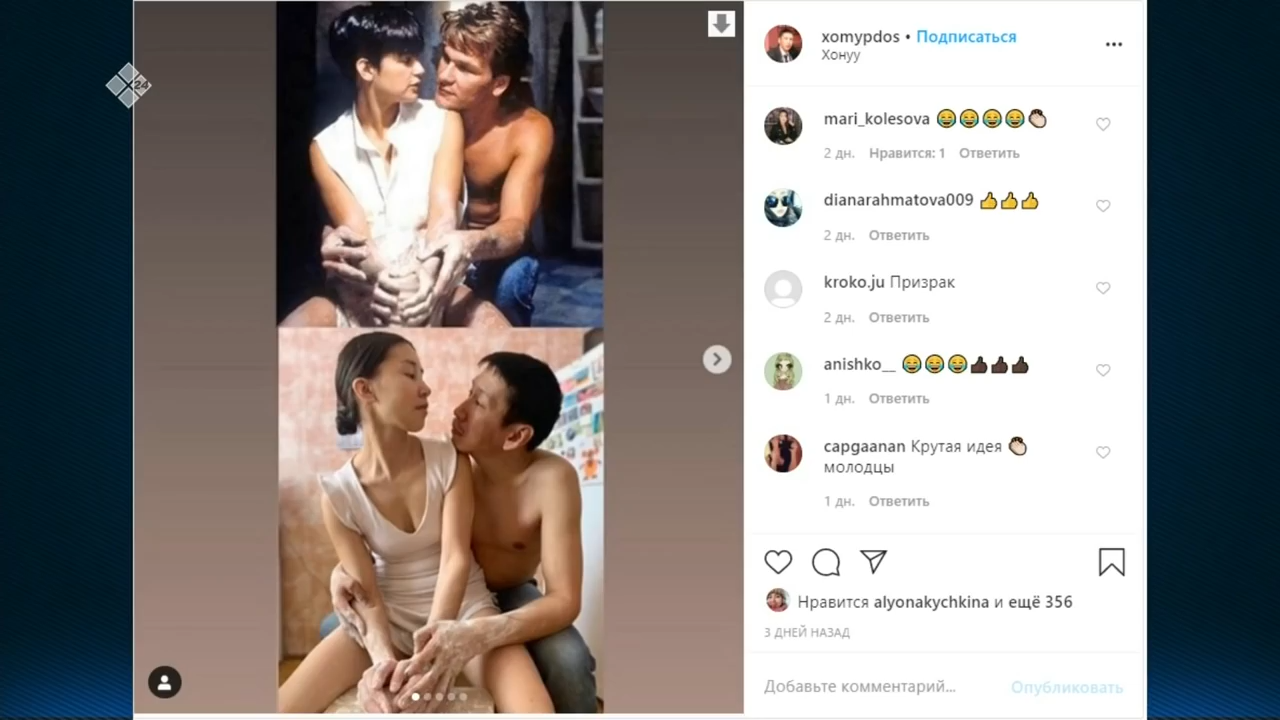 X24
xomypdos • Подписаться
Хонуу
mari_kolesova 😂😂😂😂👏🏻
2 дн. Нравится: 1 Ответить
dianarahmatova009 👍👍👍
2 дн. Ответить
kroko.ju Призрак
2 дн. Ответить
anishko__ 😂😂😂👍🏿👍🏿👍🏿
1 дн. Ответить
capgaanan Крутая идея 👏🏻
молодцы
1 дн. Ответить
Нравится alyonakychkina и ещё 356
3 ДНЕЙ НАЗАД
Добавьте комментарий... Опубликовать